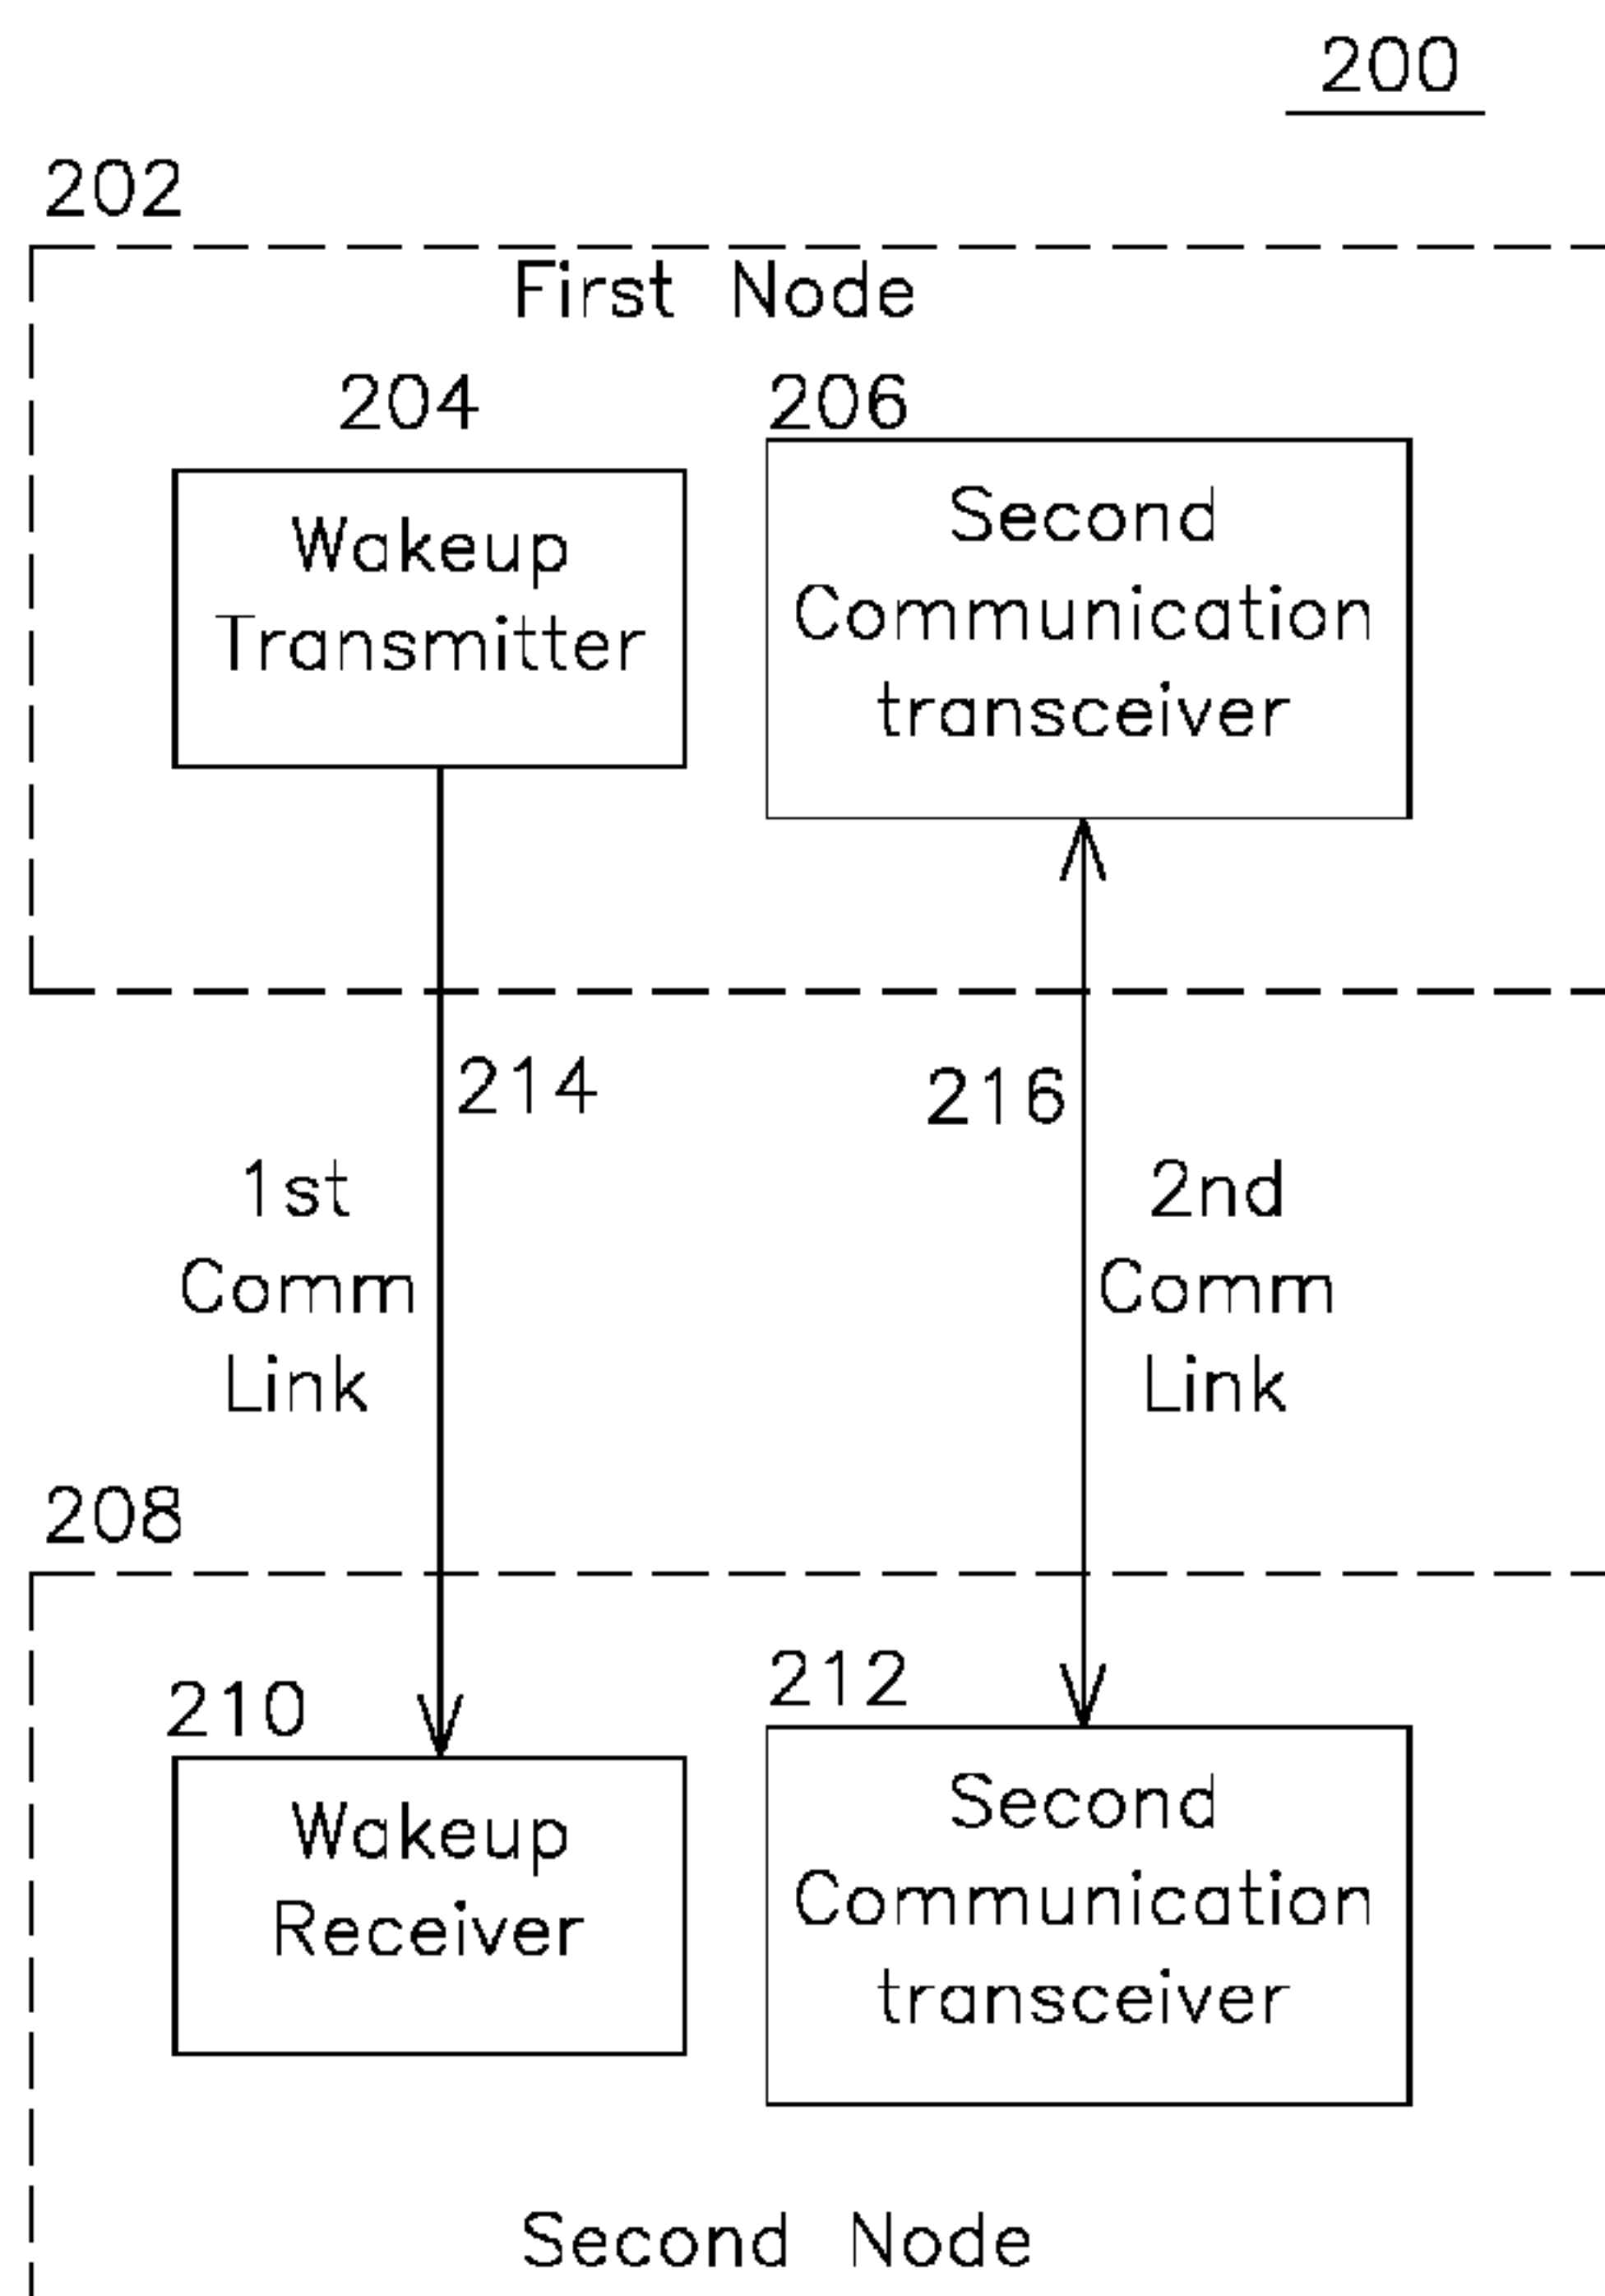 200
202
First Node
204
206
Wakeup
Transmitter
Second
Communication
transceiver
214
216
1st
Comm
Link
2nd
Comm
Link
208
210
212
Wakeup
Receiver
Second
Communication
transceiver
Second Node